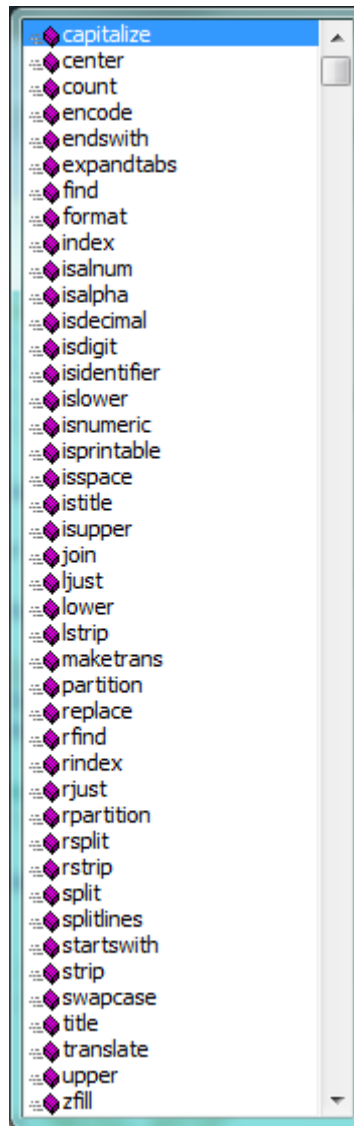 capitalize
center
count
encode
endswith
expandtabs
find
format
index
isalnum
isalpha
isdecimal
isdigit
isidentifier
islower
isnumeric
isprintable
isspace
istitle
isupper
join
ljust
lower
lstrip
maketrans
partition
replace
rfind
rindex
rjust
rpartition
rsplit
rstrip
split
splitlines
startswith
strip
swapcase
title
translate
upper
zfill